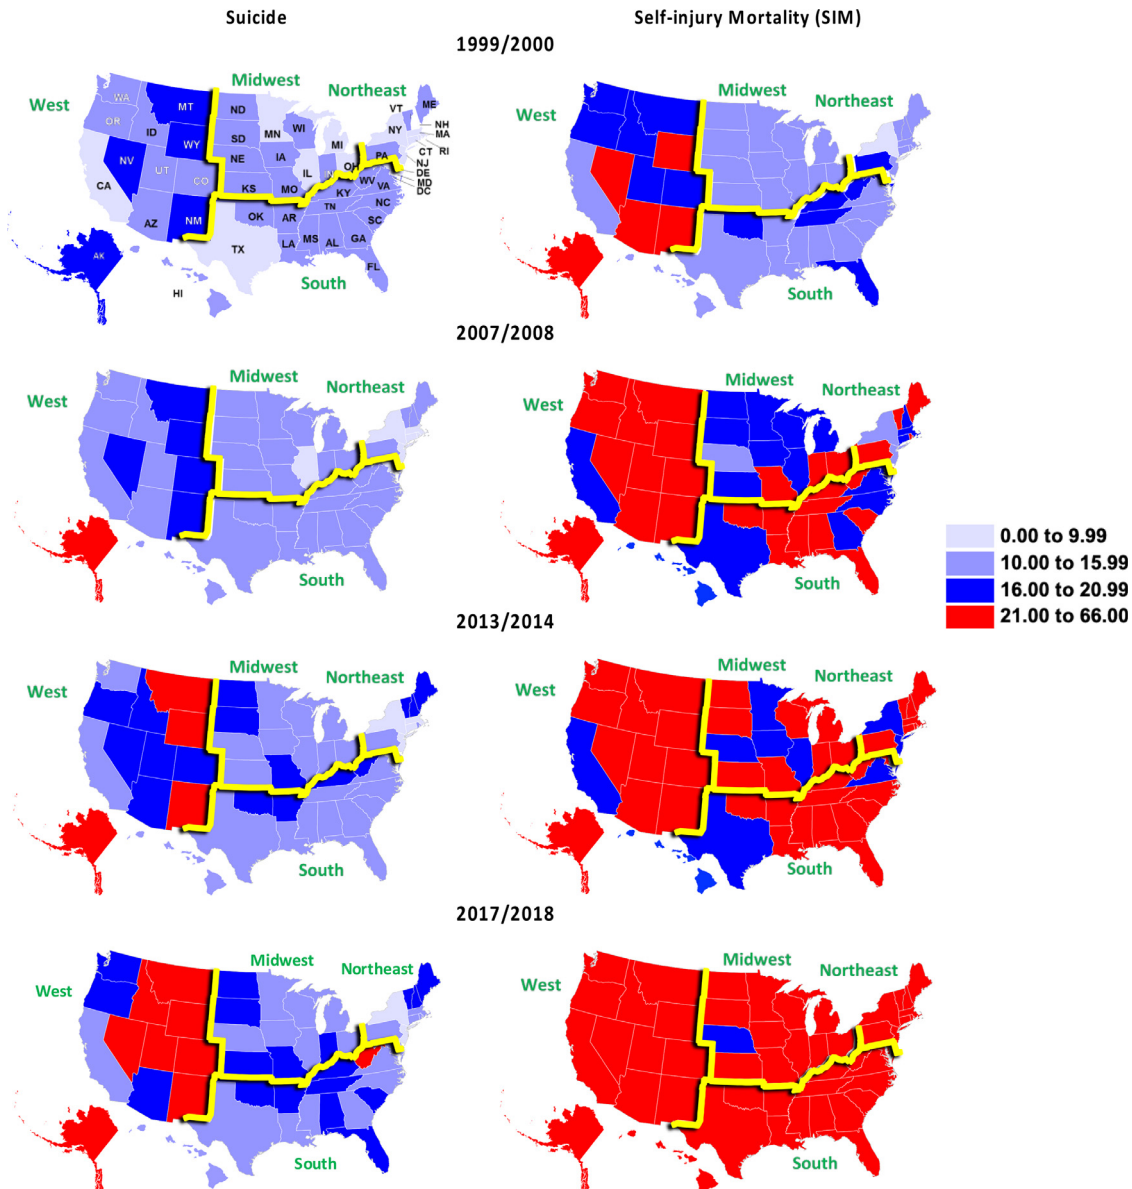 Suicide
Self-injury Mortality (SIM)
1999/2000
West
Midwest
Northeast
South
WA
OR
ID
MT
WY
NV
UT
CO
CA
AZ
NM
AK
HI
ND
SD
NE
KS
MN
IA
MO
WI
IL
MI
OH
OK
TX
AR
LA
MS
AL
TN
KY
WV
VA
NC
SC
GA
FL
PA
NY
VT
ME
NH
MA
RI
CT
NJ
DE
MD
DC
West
Midwest
Northeast
South
2007/2008
West
Midwest
Northeast
South
West
Midwest
Northeast
South
0.00 to 9.99
10.00 to 15.99
16.00 to 20.99
21.00 to 66.00
2013/2014
West
Midwest
Northeast
South
West
Midwest
Northeast
South
2017/2018
West
Midwest
Northeast
South
West
Midwest
Northeast
South